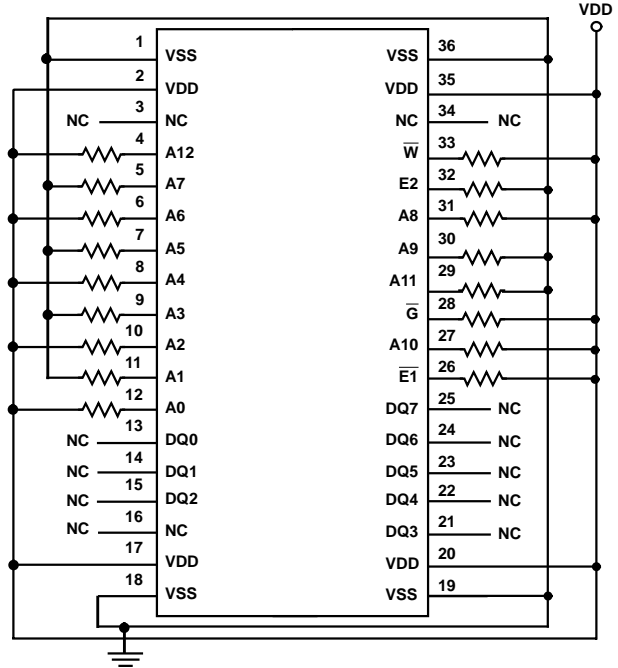 VDD
1 VSS VSS 36
2 VDD VDD 35
NC 3 NC NC 34 NC
4 A12 W̅ 33
5 A7 E2 32
6 A6 A8 31
7 A5 A9 30
8 A4 A11 29
9 A3 G̅ 28
10 A2 A10 27
11 A1 E̅1̅ 26
12 A0 DQ7 25 NC
NC 13 DQ0 DQ6 24 NC
NC 14 DQ1 DQ5 23 NC
NC 15 DQ2 DQ4 22 NC
NC 16 NC DQ3 21 NC
17 VDD VDD 20
18 VSS VSS 19